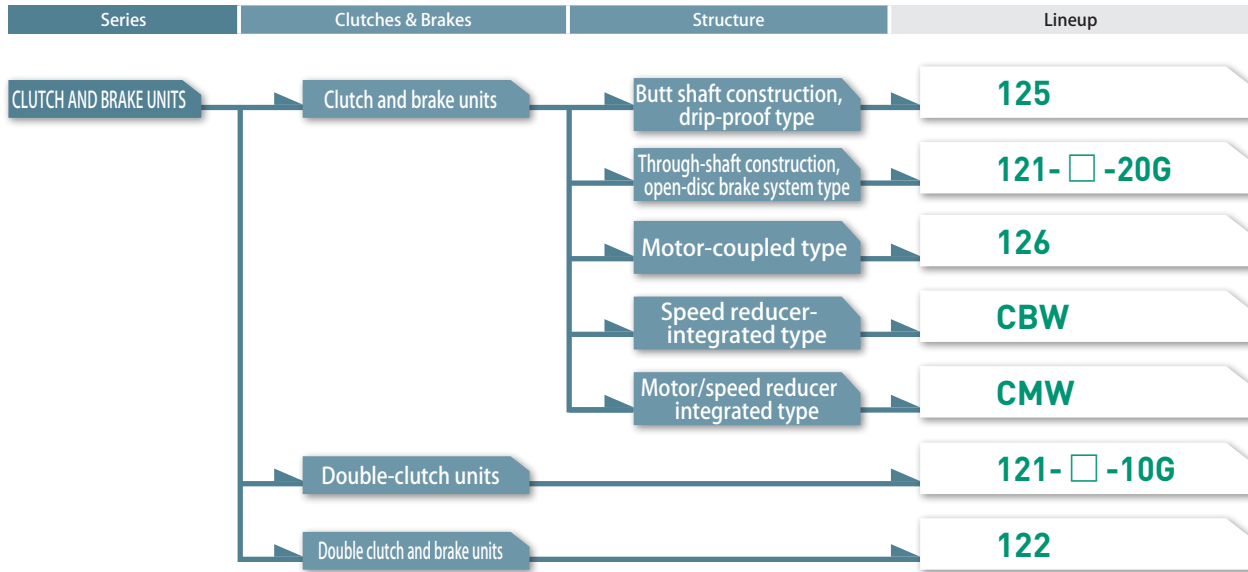 Series
Clutches & Brakes
Structure
Lineup
CLUTCH AND BRAKE UNITS
Clutch and brake units
Butt shaft construction,
drip-proof type
125
Through-shaft construction,
open-disc brake system type
121- □ -20G
Motor-coupled type
126
Speed reducer-
integrated type
CBW
Motor/speed reducer
integrated type
CMW
Double-clutch units
121- □ -10G
Double clutch and brake units
122